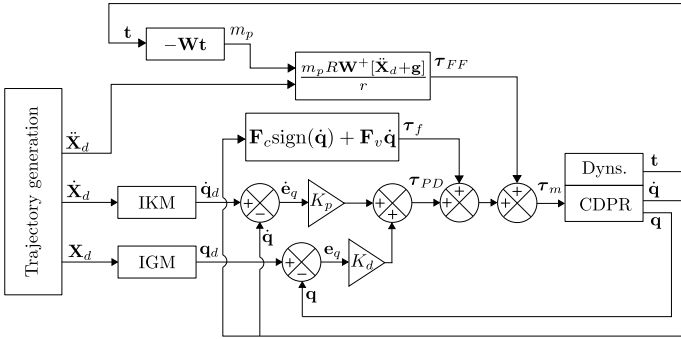 t
−Wt
m_p
m_p R W⁺[Ẍ_d+g]
r
τ_FF
Trajectory generation
Ẍ_d
F_c sign(q̇) + F_v q̇
τ_f
Dyns.
t
Ẋ_d
IKM
q̇_d
+
−
ė_q
K_p
+
+
τ_PD
+
+
+
+
τ_m
CDPR
q̇
q
q̇
X_d
IGM
q_d
+
−
e_q
K_d
q